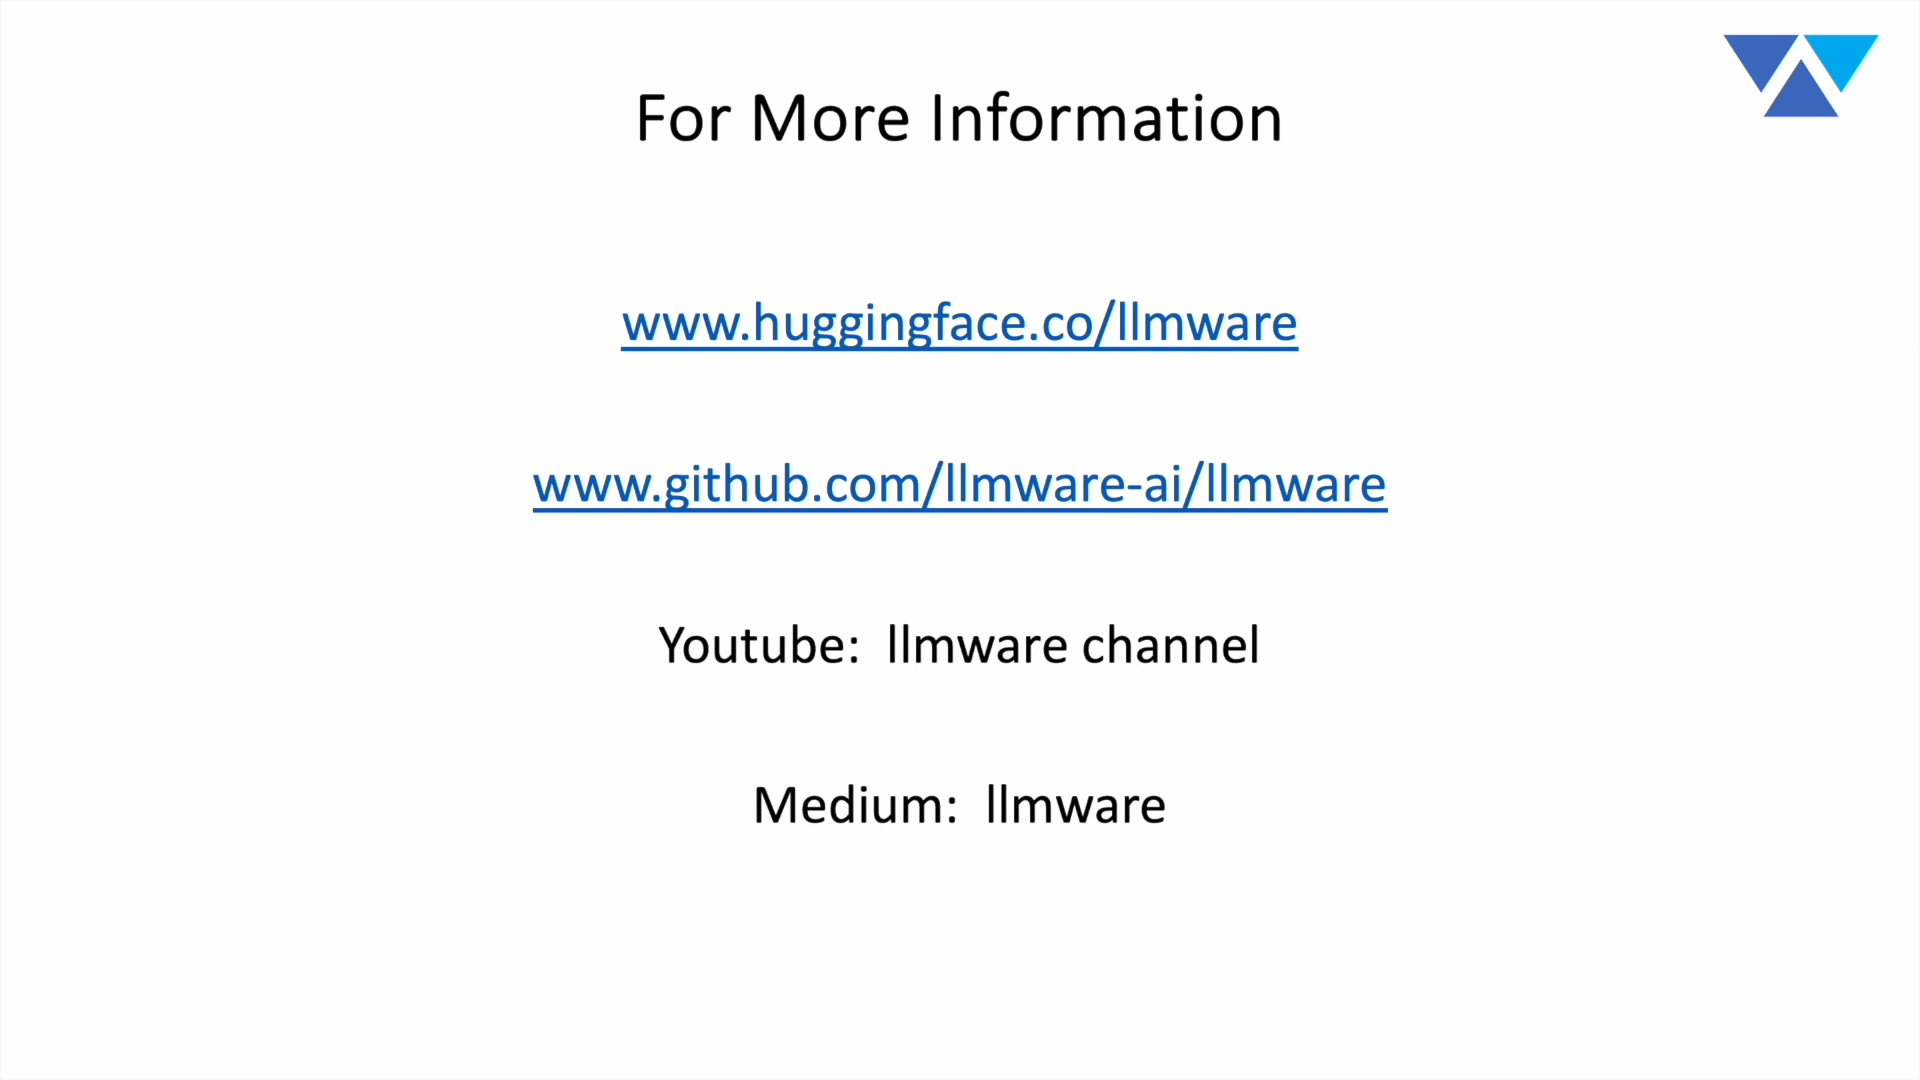 For More Information
www.huggingface.co/llmware
www.github.com/llmware-ai/llmware
Youtube:  llmware channel
Medium:  llmware